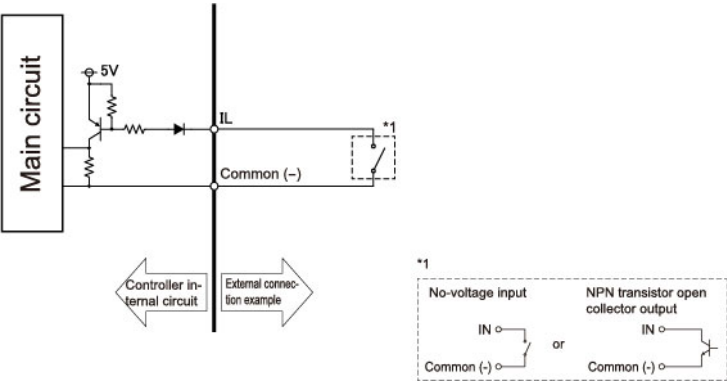 Main circuit
5V
IL
*1
Common (−)
Controller in-
ternal circuit
External connec-
tion example
*1
No-voltage input
IN
Common (-)
or
NPN transistor open
collector output
IN
Common (-)